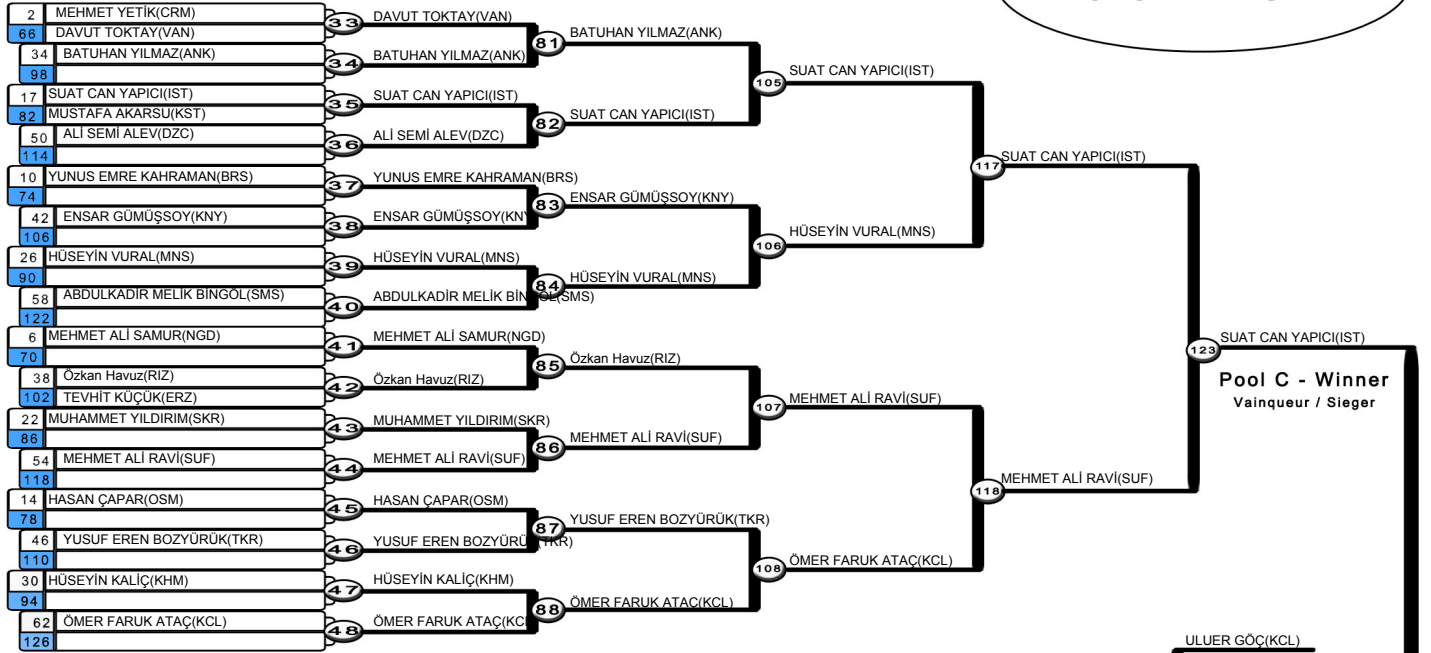 2 MEHMET YETİK(CRM)
66 DAVUT TOKTAY(VAN)
34 BATUHAN YILMAZ(ANK)
98
17 SUAT CAN YAPICI(IST)
82 MUSTAFA AKARSU(KST)
50 ALİ SEMİ ALEV(DZC)
114
10 YUNUS EMRE KAHRAMAN(BRS)
74
42 ENSAR GÜMÜŞSOY(KNY)
106
26 HÜSEYİN VURAL(MNS)
90
58 ABDULKADİR MELİK BİNGÖL(SMS)
122
6 MEHMET ALİ SAMUR(NGD)
70
38 Özkan Havuz(RIZ)
102 TEVHİT KÜÇÜK(ERZ)
22 MUHAMMET YILDIRIM(SKR)
86
54 MEHMET ALİ RAVİ(SUF)
118
14 HASAN ÇAPAR(OSM)
78
46 YUSUF EREN BOZYÜRÜK(TKR)
110
30 HÜSEYİN KALİÇ(KHM)
94
62 ÖMER FARUK ATAÇ(KCL)
126
33 DAVUT TOKTAY(VAN)
34 BATUHAN YILMAZ(ANK)
35 SUAT CAN YAPICI(IST)
36 ALİ SEMİ ALEV(DZC)
37 YUNUS EMRE KAHRAMAN(BRS)
38 ENSAR GÜMÜŞSOY(KNY
39 HÜSEYİN VURAL(MNS)
40 ABDULKADİR MELİK BİNGÖL(SMS)
41 MEHMET ALİ SAMUR(NGD)
42 Özkan Havuz(RIZ)
43 MUHAMMET YILDIRIM(SKR)
44 MEHMET ALİ RAVİ(SUF)
45 HASAN ÇAPAR(OSM)
46 YUSUF EREN BOZYÜRÜK(TKR)
47 HÜSEYİN KALİÇ(KHM)
48 ÖMER FARUK ATAÇ(KCL
81 BATUHAN YILMAZ(ANK)
82 SUAT CAN YAPICI(IST)
83 ENSAR GÜMÜŞSOY(KNY)
84 HÜSEYİN VURAL(MNS)
85 Özkan Havuz(RIZ)
86 MEHMET ALİ RAVİ(SUF)
87 YUSUF EREN BOZYÜRÜK(TKR)
88 ÖMER FARUK ATAÇ(KCL)
105 SUAT CAN YAPICI(IST)
106 HÜSEYİN VURAL(MNS)
107 MEHMET ALİ RAVİ(SUF)
108 ÖMER FARUK ATAÇ(KCL)
117 SUAT CAN YAPICI(IST)
118 MEHMET ALİ RAVİ(SUF)
123 SUAT CAN YAPICI(IST)
Pool C - Winner
Vainqueur / Sieger
ULUER GÖÇ(KCL)